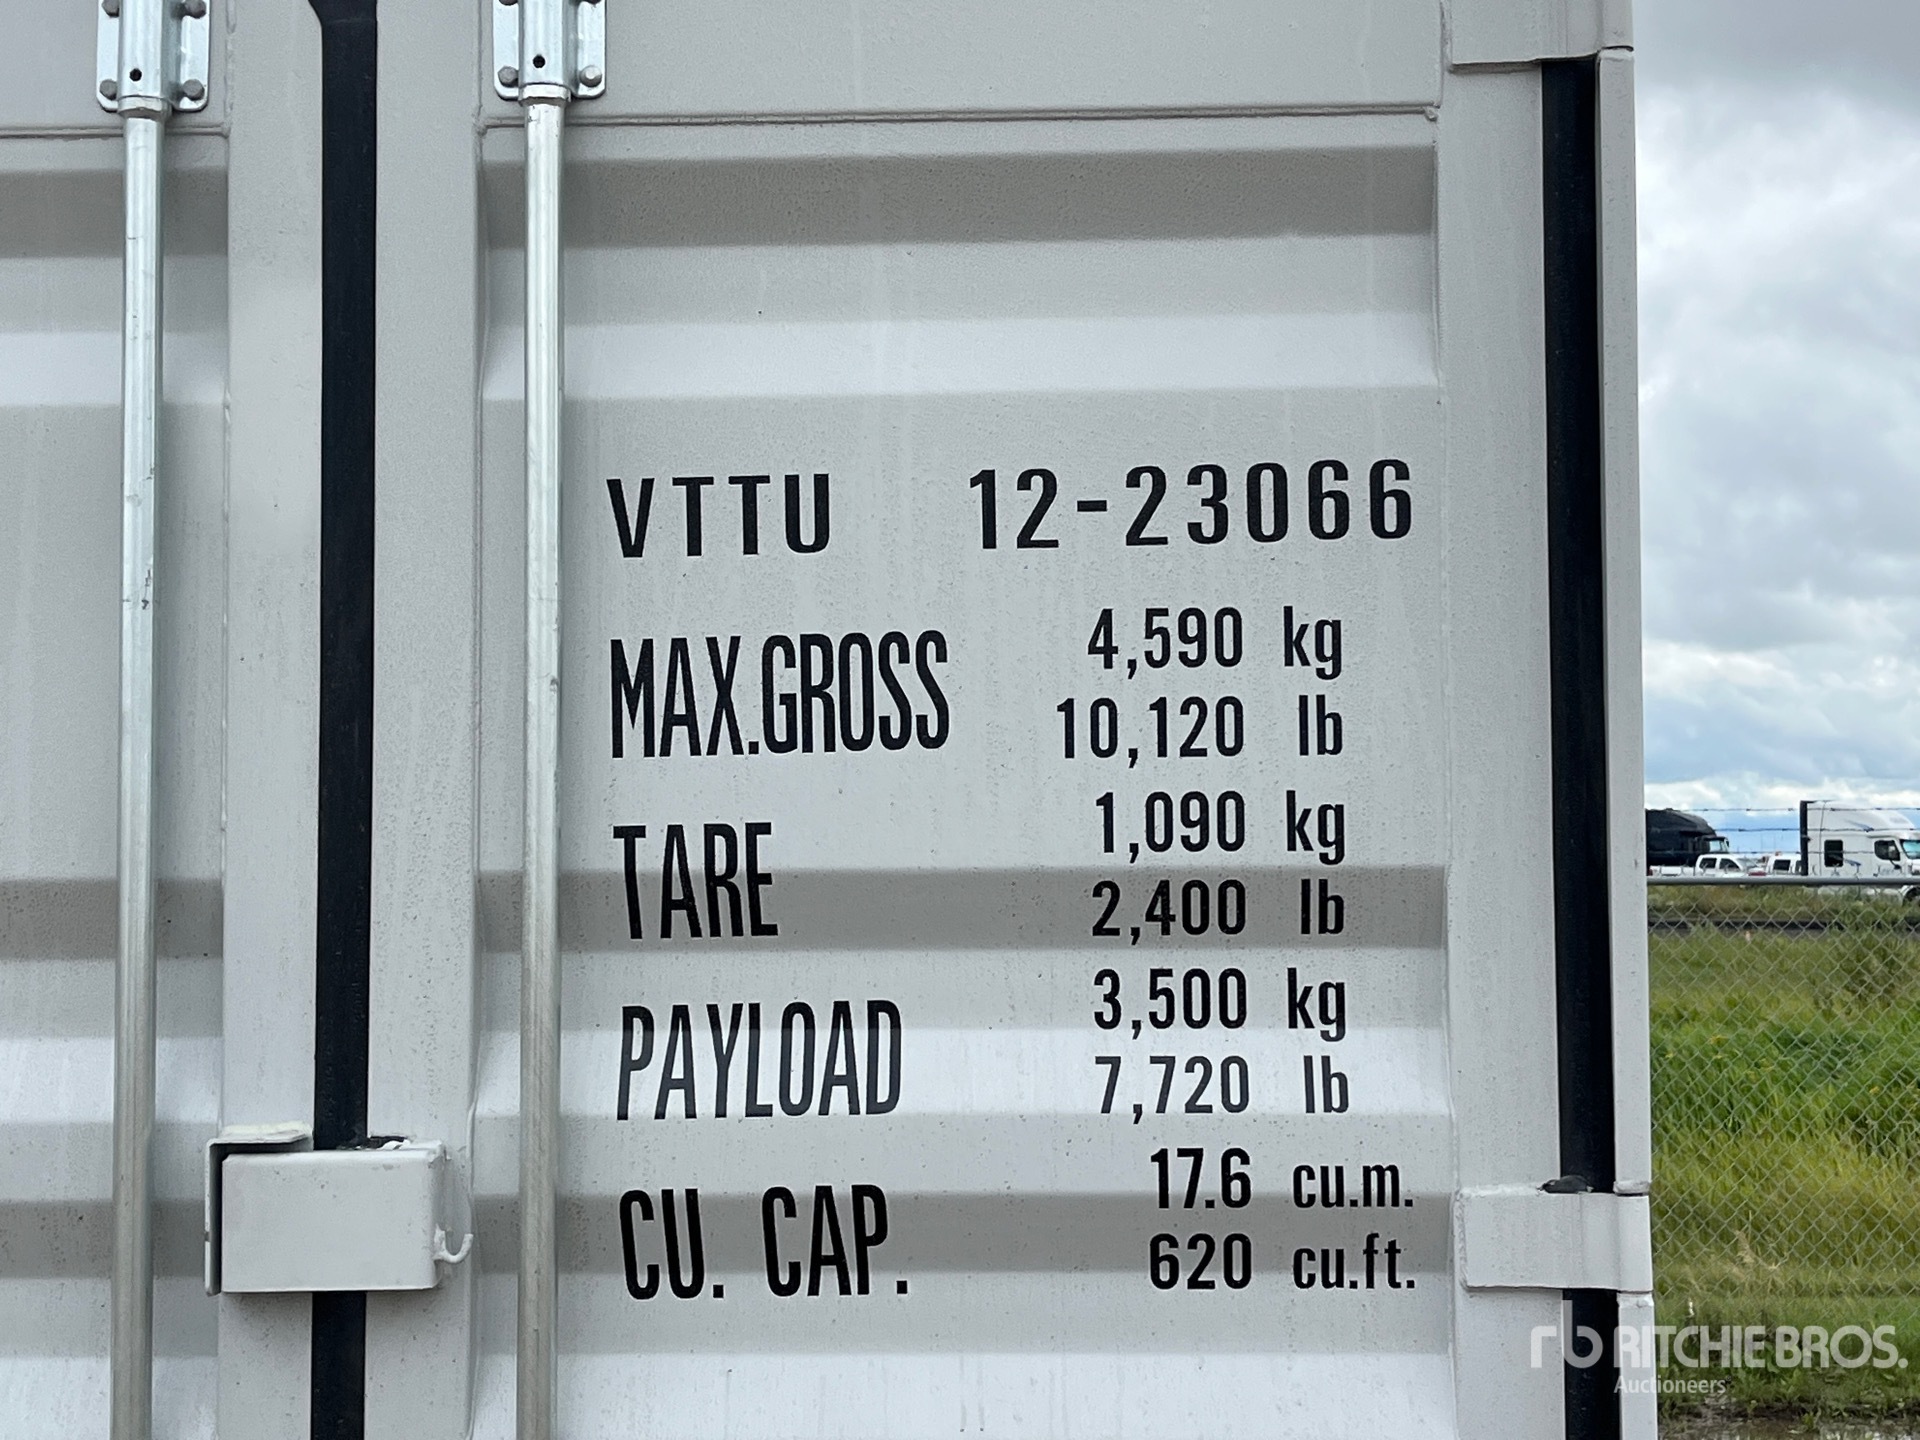 VTTU 12-23066
MAX.GROSS 4,590 kg
10,120 lb
TARE 1,090 kg
2,400 lb
PAYLOAD 3,500 kg
7,720 lb
CU. CAP. 17.6 cu.m.
620 cu.ft.
rb RITCHIE BROS.
Auctioneers